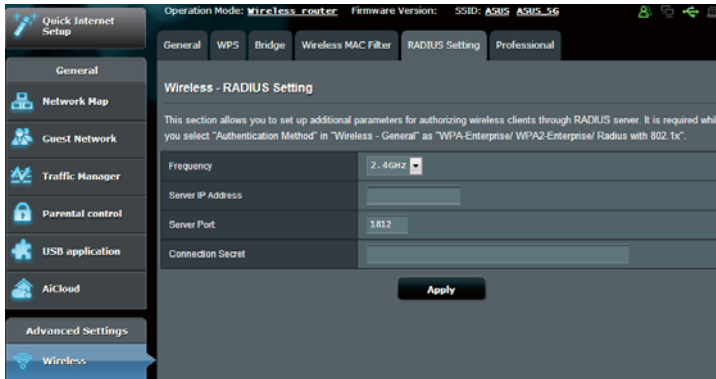 Operation Mode: Wireless router Firmware Version: SSID: ASUS ASUS_5G
Quick Internet
Setup
General WPS Bridge Wireless MAC Filter RADIUS Setting Professional
General
Network Map
Guest Network
Traffic Manager
Parental control
USB application
AiCloud
Advanced Settings
Wireless
Wireless - RADIUS Setting
This section allows you to set up additional parameters for authorizing wireless clients through RADIUS server. It is required whi
you select "Authentication Method" in "Wireless - General" as "WPA-Enterprise/ WPA2-Enterprise/ Radius with 802.1x".
Frequency 2.4GHZ
Server IP Address
Server Port 1812
Connection Secret
Apply